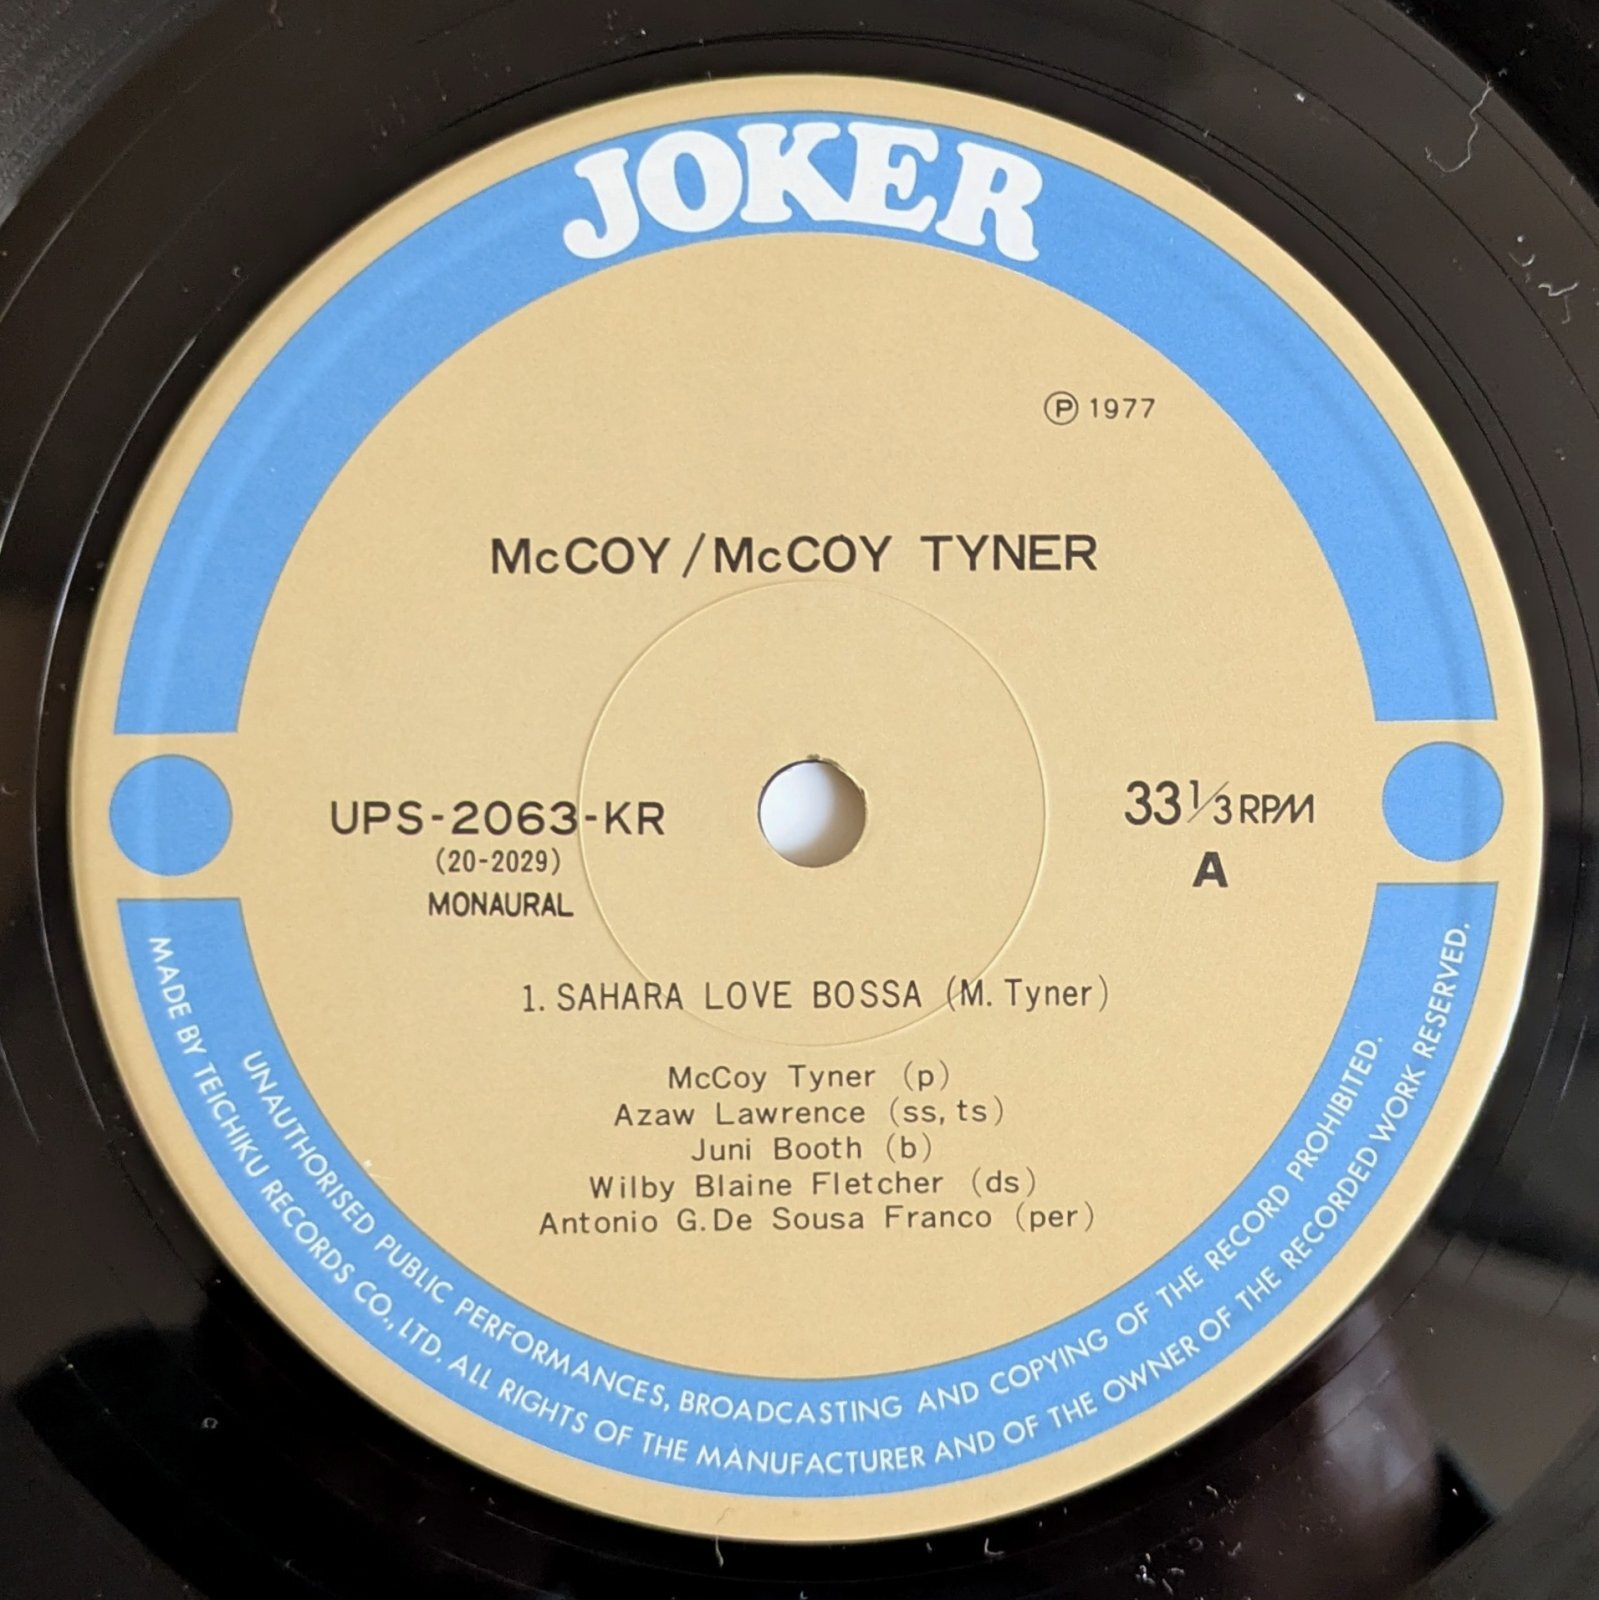 JOKER
Ⓟ 1977
McCOY/McCOY TYNER
UPS-2063-KR
(20-2029)
MONAURAL
33 1/3 RPM
A
1. SAHARA LOVE BOSSA (M. Tyner)
McCoy Tyner (p)
Azaw Lawrence (ss, ts)
Juni Booth (b)
Wilby Blaine Fletcher (ds)
Antonio G. De Sousa Franco (per)
UNAUTHORISED PUBLIC PERFORMANCES, BROADCASTING AND COPYING OF THE RECORD PROHIBITED.
MADE BY TEICHIKU RECORDS CO., LTD. ALL RIGHTS OF THE MANUFACTURER AND OF THE OWNER OF THE RECORDED WORK RESERVED.